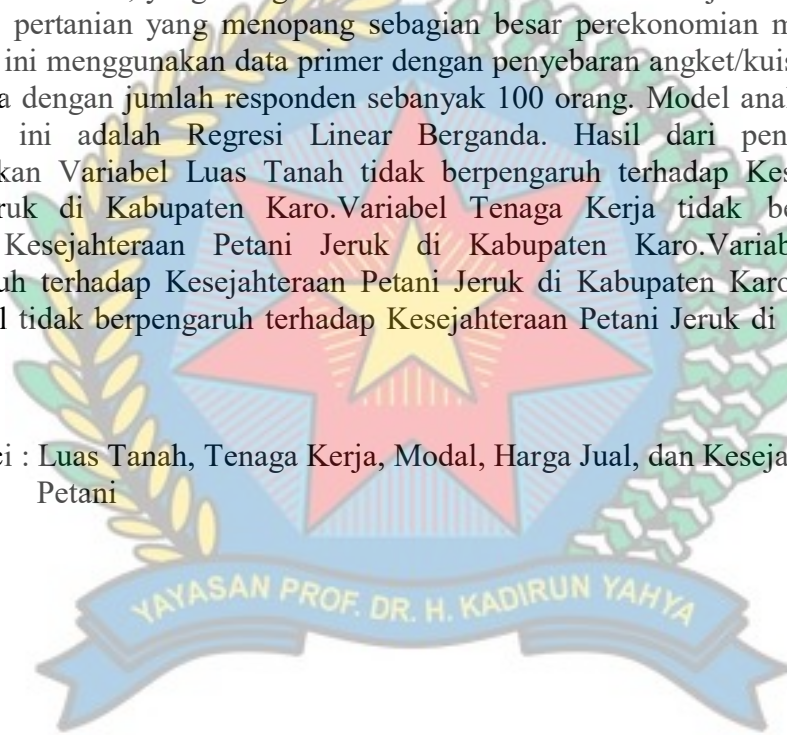 pertanian yang menopang sebagian besar perekonomian m
ini menggunakan data primer dengan penyebaran angket/kuis
a dengan jumlah responden sebanyak 100 orang. Model anal
ini adalah Regresi Linear Berganda. Hasil dari pen
kan Variabel Luas Tanah tidak berpengaruh terhadap Kes
ruk di Kabupaten Karo.Variabel Tenaga Kerja tidak be
Kesejahteraan Petani Jeruk di Kabupaten Karo.Variab
uh terhadap Kesejahteraan Petani Jeruk di Kabupaten Karo
l tidak berpengaruh terhadap Kesejahteraan Petani Jeruk di
ci : Luas Tanah, Tenaga Kerja, Modal, Harga Jual, dan Keseja
Petani
YAYASAN PROF. DR. H. KADIRUN YAHYA